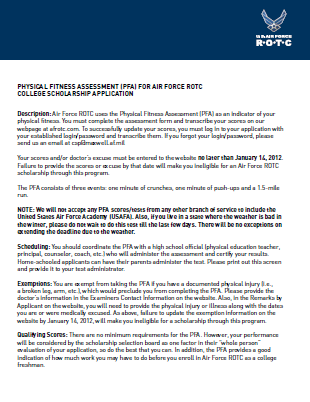 U.S. AIR FORCE
R·O·T·C
PHYSICAL FITNESS ASSESSMENT (PFA) FOR AIR FORCE ROTC
COLLEGE SCHOLARSHIP APPLICATION
Description: Air Force ROTC uses the Physical Fitness Assessment (PFA) as an indicator of your
physical fitness. You must complete the assessment form and transcribe your scores on our
webpage at afrotc.com. To successfully update your scores, you must log in to your application with
your established login/password and transcribe them. If you forgot your login/password, please
send us an email at
Your scores and/or doctor's excuse must be entered to the website no later than January 14, 2012.
Failure to provide the scores or excuse by that date will make you ineligible for an Air Force ROTC
scholarship through this program.
The PFA consists of three events: one minute of crunches, one minute of push-ups and a 1.5-mile
run.
NOTE: We will not accept any PFA scores/tests from any other branch of service to include the
United States Air Force Academy (USAFA). Also, if you live in a state where the weather is bad in
the winter, please do not wait to do this test till the last few days. There will be no exceptions on
extending the deadline due to the weather.
Scheduling: You should coordinate the PFA with a high school official (physical education teacher,
principal, counselor, coach, etc.) who will administer the assessment and certify your results.
Home-schooled applicants can have their parents administer the test. Please print out this screen
and provide it to your test administrator.
Exemptions: You are exempt from taking the PFA if you have a documented physical injury (i.e.,
a broken leg, arm, etc.), which would preclude you from completing the PFA. Please provide the
doctor's information in the Examiners Contact Information on the website. Also, in the Remarks by
Applicant on the website, you will need to provide the physical injury or illness along with the dates
you are or were medically excused. As above, failure to update the exemption information on the
website by January 14, 2012, will make you ineligible for a scholarship through this program.
Qualifying Scores: There are no minimum requirements for the PFA. However, your performance
will be considered by the scholarship selection board as one factor in their "whole person"
evaluation of your application, so do the best that you can. In addition, the PFA provides a good
indication of how much work you may have to do before you enroll in Air Force ROTC as a college
freshman.